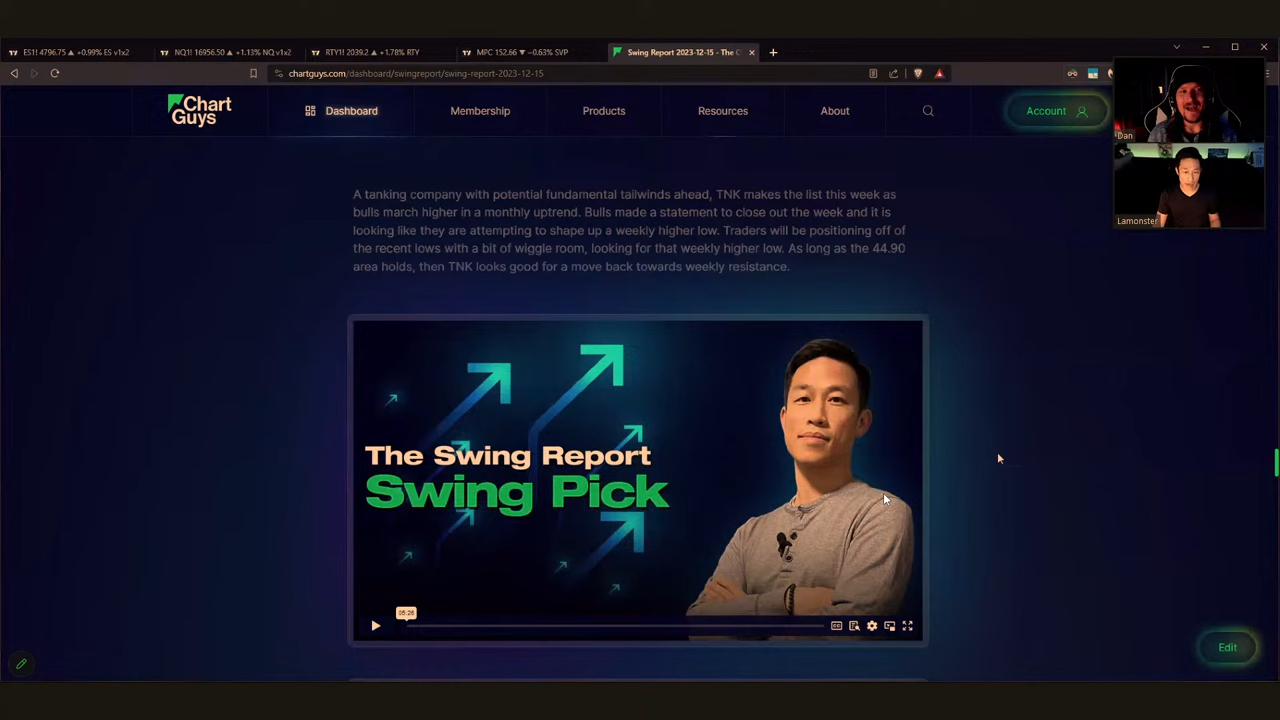 ES1! 4796.75 ▲ +0.99% ES v1x2
NQ1! 16956.50 ▲ +1.13% NQ v1x2
RTY1! 2039.2 ▲ +1.78% RTY
MPC 152.66 ▼ −0.63% SVP
Swing Report 2023-12-15 - The C
chartguys.com/dashboard/swingreport/swing-report-2023-12-15
Chart Guys
Dashboard
Membership
Products
Resources
About
Account
Dan
Lamonster
A tanking company with potential fundamental tailwinds ahead, TNK makes the list this week as
bulls march higher in a monthly uptrend. Bulls made a statement to close out the week and it is
looking like they are attempting to shape up a weekly higher low. Traders will be positioning off of
the recent lows with a bit of wiggle room, looking for that weekly higher low. As long as the 44.90
area holds, then TNK looks good for a move back towards weekly resistance.
The Swing Report
Swing Pick
05:26
CC
Edit